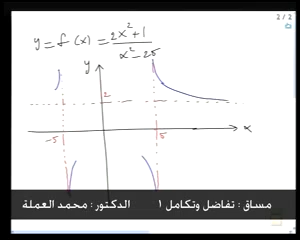 2 / 2
y = f(x) = 2x² + 1 / x² - 25
y
2
-5
5
x
مساق : تفاضل وتكامل ١ الدكتور : محمد العملة